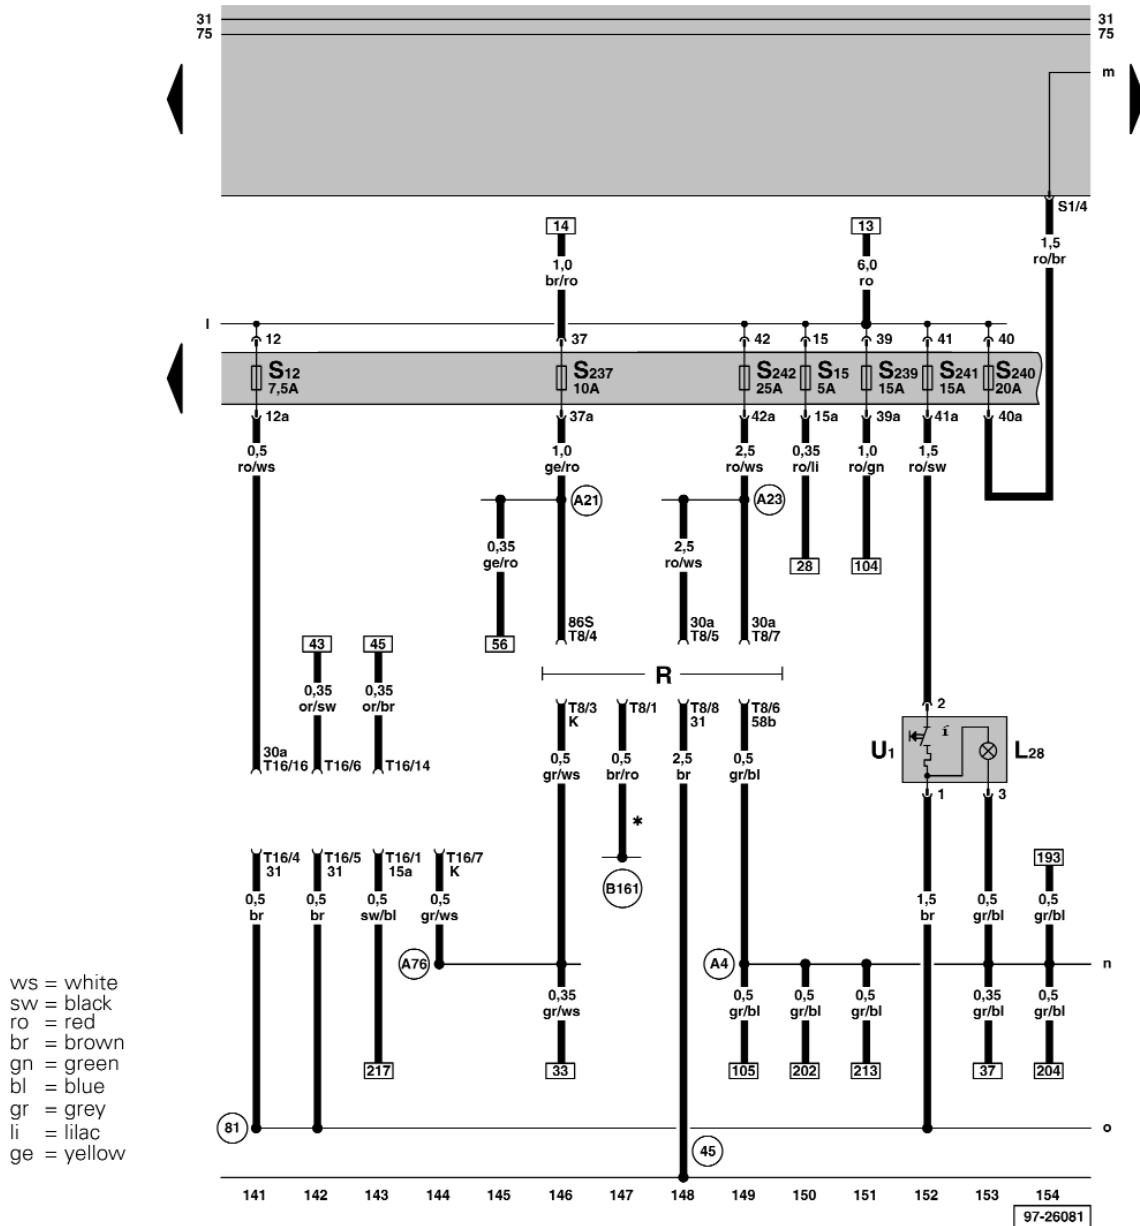 31 31
75 75
m
S1/4
14 13
1,0
br/ro
6,0
ro
1,5
ro/br
l
12 37 42 15 39 41 40
S12
7,5A
S237
10A
S242
25A
S15
5A
S239
15A
S241
15A
S240
20A
12a 37a 42a 15a 39a 41a 40a
0,5
ro/ws
1,0
ge/ro
2,5
ro/ws
0,35
ro/li
1,0
ro/gn
1,5
ro/sw
A21 A23
0,35
ge/ro
2,5
ro/ws
28 104
86S
T8/4
30a
T8/5
30a
T8/7
43 45 56
R
0,35
or/sw
0,35
or/br
T8/3
K
T8/1
T8/8
31
T8/6
58b
2
30a
T16/16 T16/6 T16/14
0,5
gr/ws
0,5
br/ro
2,5
br
0,5
gr/bl
U1 L28
1 3
*
T16/4
31
T16/5
31
T16/1
15a
T16/7
K
B161
193
0,5
br
0,5
br
0,5
sw/bl
0,5
gr/ws
1,5
br
0,5
gr/bl
0,5
gr/bl
A76 A4 n
0,35
gr/ws
0,5
gr/bl
0,5
gr/bl
0,5
gr/bl
0,35
gr/bl
0,5
gr/bl
217 33 105 202 213 37 204
ws = white
sw = black
ro = red
br = brown
gn = green
bl = blue
gr = grey
li = lilac
ge = yellow
81 o
45
141 142 143 144 145 146 147 148 149 150 151 152 153 154
97-26081